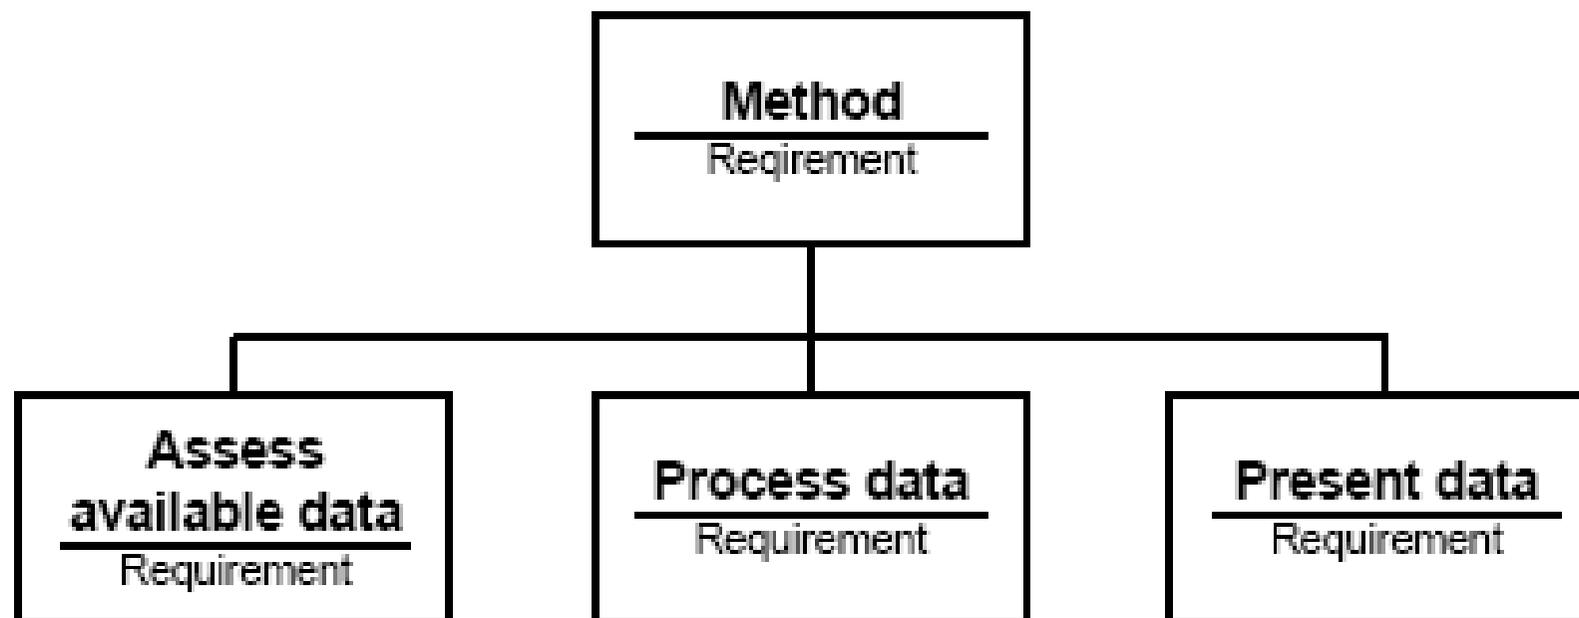 Method
Reqirement
Assess
available data
Requirement
Process data
Requirement
Present data
Requirement